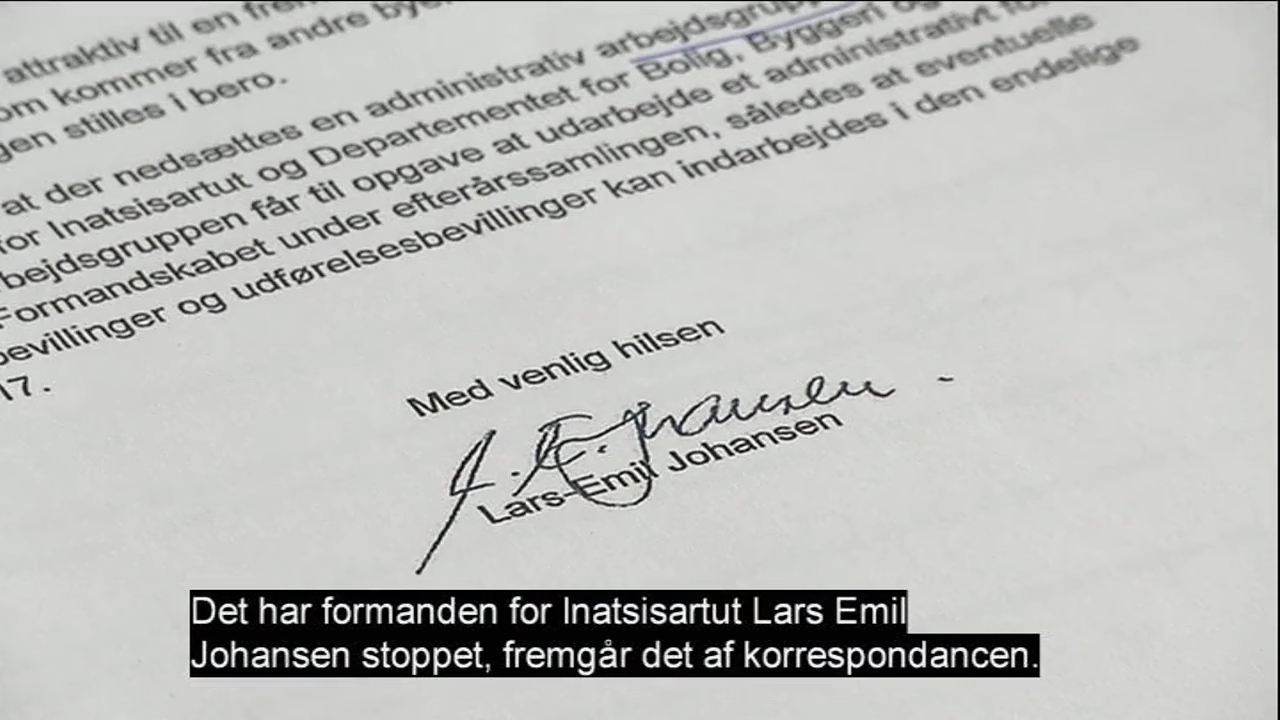 attraktiv til en
om kommer fra andre
gen stilles i bero.
at der nedsættes en administrativ arbejdsgrupp
for Inatsisartut og Departementet for Bolig, Byggeri og
bejdsgruppen får til opgave at udarbejde et administrativt
Formandskabet under efterårssamlingen, således at eventuelle
bevillinger og udførelsesbevillinger kan indarbejdes i den endelige
17.
Med venlig hilsen
Lars-Emil Johansen
Det har formanden for Inatsisartut Lars Emil
Johansen stoppet, fremgår det af korrespondancen.